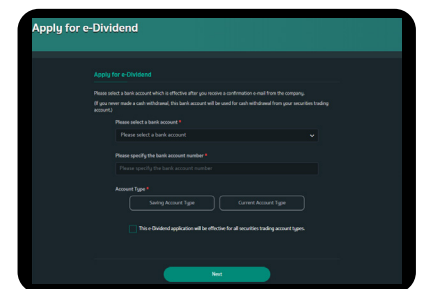 Apply for e-Dividend
Apply for e-Dividend
Please select a bank account which is effective after you receive a confirmation e-mail from the company.
(If you never made a cash withdrawal, this bank account will be used for cash withdrawal from your securities trading
account.)
Please select a bank account *
Please select a bank account
Please specify the bank account number *
Please specify the bank account number
Account Type *
Saving Account Type Current Account Type
This e-Dividend application will be effective for all securities trading account types.
Next